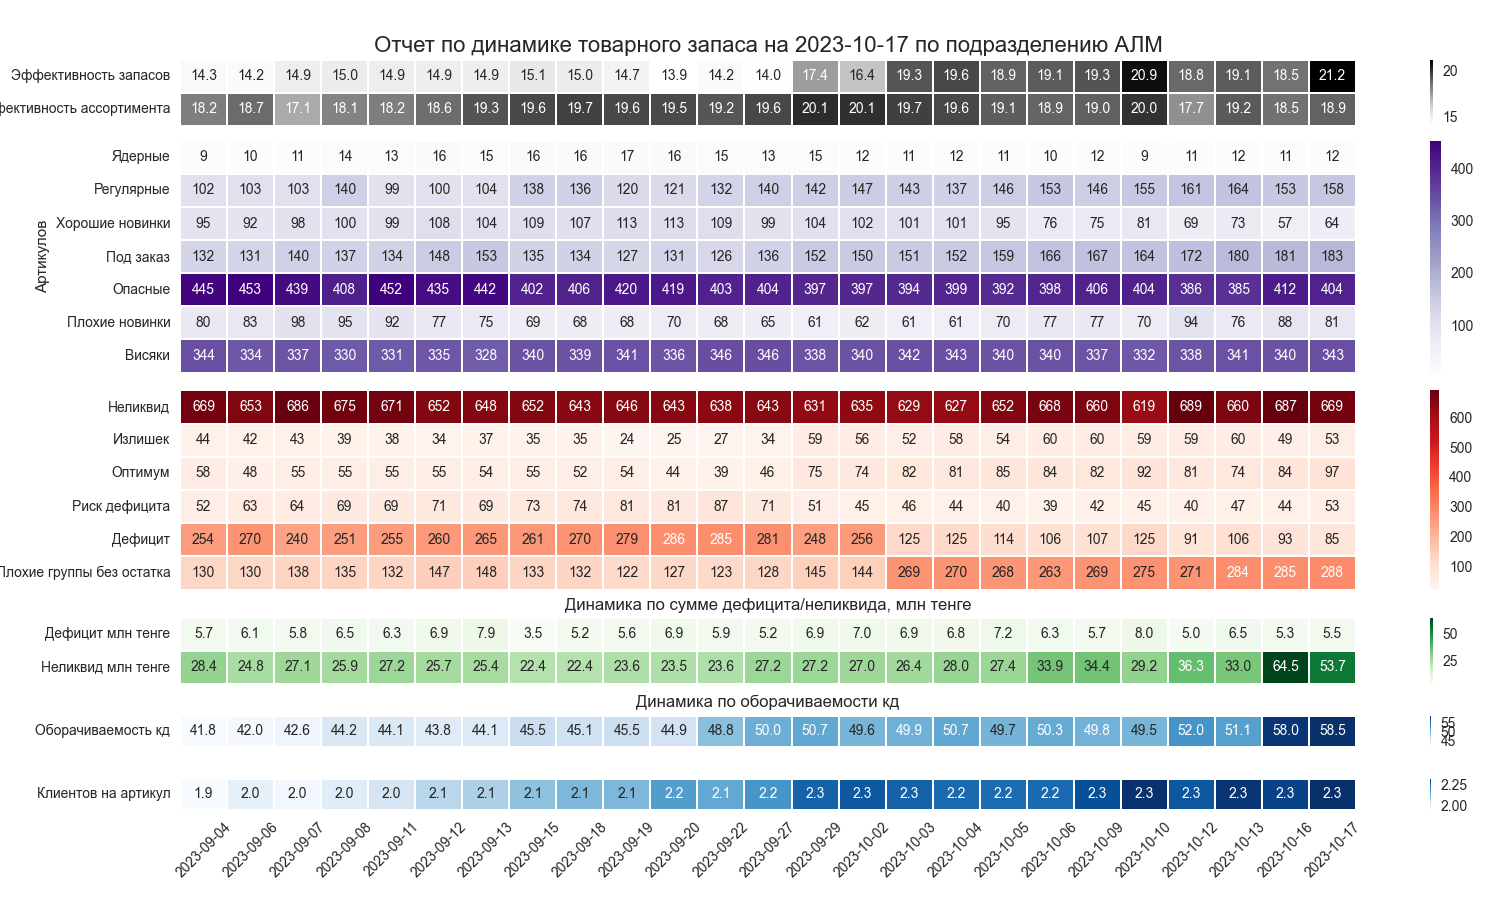 Отчет по динамике товарного запаса на 2023-10-17 по подразделению АЛМ
Эффективность запасов 14.3 14.2 14.9 15.0 14.9 14.9 14.9 15.1 15.0 14.7 13.9 14.2 14.0 17.4 16.4 19.3 19.6 18.9 19.1 19.3 20.9 18.8 19.1 18.5 21.2
фективность ассортимента 18.2 18.7 17.1 18.1 18.2 18.6 19.3 19.6 19.7 19.6 19.5 19.2 19.6 20.1 20.1 19.7 19.6 19.1 18.9 19.0 20.0 17.7 19.2 18.5 18.9
20
15
Артикулов
Ядерные 9 10 11 14 13 16 15 16 16 17 16 15 13 15 12 11 12 11 10 12 9 11 12 11 12
Регулярные 102 103 103 140 99 100 104 138 136 120 121 132 140 142 147 143 137 146 153 146 155 161 164 153 158
Хорошие новинки 95 92 98 100 99 108 104 109 107 113 113 109 99 104 102 101 101 95 76 75 81 69 73 57 64
Под заказ 132 131 140 137 134 148 153 135 134 127 131 126 136 152 150 151 152 159 166 167 164 172 180 181 183
Опасные 445 453 439 408 452 435 442 402 406 420 419 403 404 397 397 394 399 392 398 406 404 386 385 412 404
Плохие новинки 80 83 98 95 92 77 75 69 68 68 70 68 65 61 62 61 61 70 77 77 70 94 76 88 81
Висяки 344 334 337 330 331 335 328 340 339 341 336 346 346 338 340 342 343 340 340 337 332 338 341 340 343
400
300
200
100
Неликвид 669 653 686 675 671 652 648 652 643 646 643 638 643 631 635 629 627 652 668 660 619 689 660 687 669
Излишек 44 42 43 39 38 34 37 35 35 24 25 27 34 59 56 52 58 54 60 60 59 59 60 49 53
Оптимум 58 48 55 55 55 55 54 55 52 54 44 39 46 75 74 82 81 85 84 82 92 81 74 84 97
Риск дефицита 52 63 64 69 69 71 69 73 74 81 81 87 71 51 45 46 44 40 39 42 45 40 47 44 53
Дефицит 254 270 240 251 255 260 265 261 270 279 286 285 281 248 256 125 125 114 106 107 125 91 106 93 85
Плохие группы без остатка 130 130 138 135 132 147 148 133 132 122 127 123 128 145 144 269 270 268 263 269 275 271 284 285 288
600
500
400
300
200
100
Динамика по сумме дефицита/неликвида, млн тенге
Дефицит млн тенге 5.7 6.1 5.8 6.5 6.3 6.9 7.9 3.5 5.2 5.6 6.9 5.9 5.2 6.9 7.0 6.9 6.8 7.2 6.3 5.7 8.0 5.0 6.5 5.3 5.5
Неликвид млн тенге 28.4 24.8 27.1 25.9 27.2 25.7 25.4 22.4 22.4 23.6 23.5 23.6 27.2 27.2 27.0 26.4 28.0 27.4 33.9 34.4 29.2 36.3 33.0 64.5 53.7
50
25
Динамика по оборачиваемости кд
Оборачиваемость кд 41.8 42.0 42.6 44.2 44.1 43.8 44.1 45.5 45.1 45.5 44.9 48.8 50.0 50.7 49.6 49.9 50.7 49.7 50.3 49.8 49.5 52.0 51.1 58.0 58.5
55
50
45
Клиентов на артикул 1.9 2.0 2.0 2.0 2.0 2.1 2.1 2.1 2.1 2.1 2.2 2.1 2.2 2.3 2.3 2.3 2.2 2.2 2.2 2.3 2.3 2.3 2.3 2.3 2.3
2.25
2.00
2023-09-04 2023-09-06 2023-09-07 2023-09-08 2023-09-11 2023-09-12 2023-09-13 2023-09-15 2023-09-18 2023-09-19 2023-09-20 2023-09-22 2023-09-27 2023-09-29 2023-10-02 2023-10-03 2023-10-04 2023-10-05 2023-10-06 2023-10-09 2023-10-10 2023-10-12 2023-10-13 2023-10-16 2023-10-17